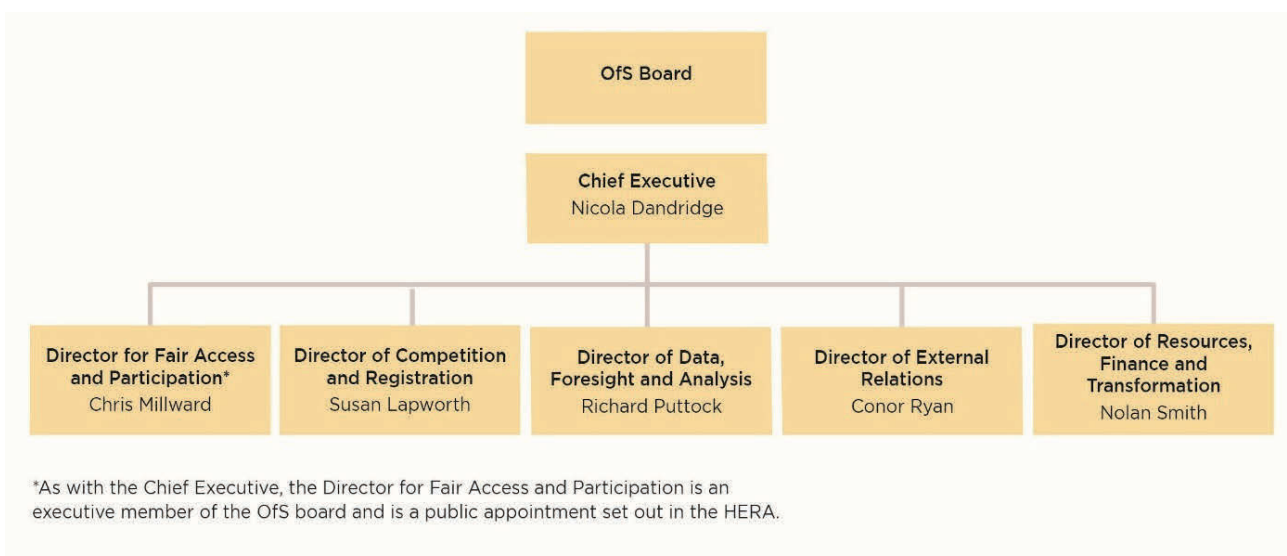 OfS Board
Chief Executive
Nicola Dandridge
Director for Fair Access
and Participation*
Chris Millward
Director of Competition
and Registration
Susan Lapworth
Director of Data,
Foresight and Analysis
Richard Puttock
Director of External
Relations
Conor Ryan
Director of Resources,
Finance and
Transformation
Nolan Smith
*As with the Chief Executive, the Director for Fair Access and Participation is an
executive member of the OfS board and is a public appointment set out in the HERA.